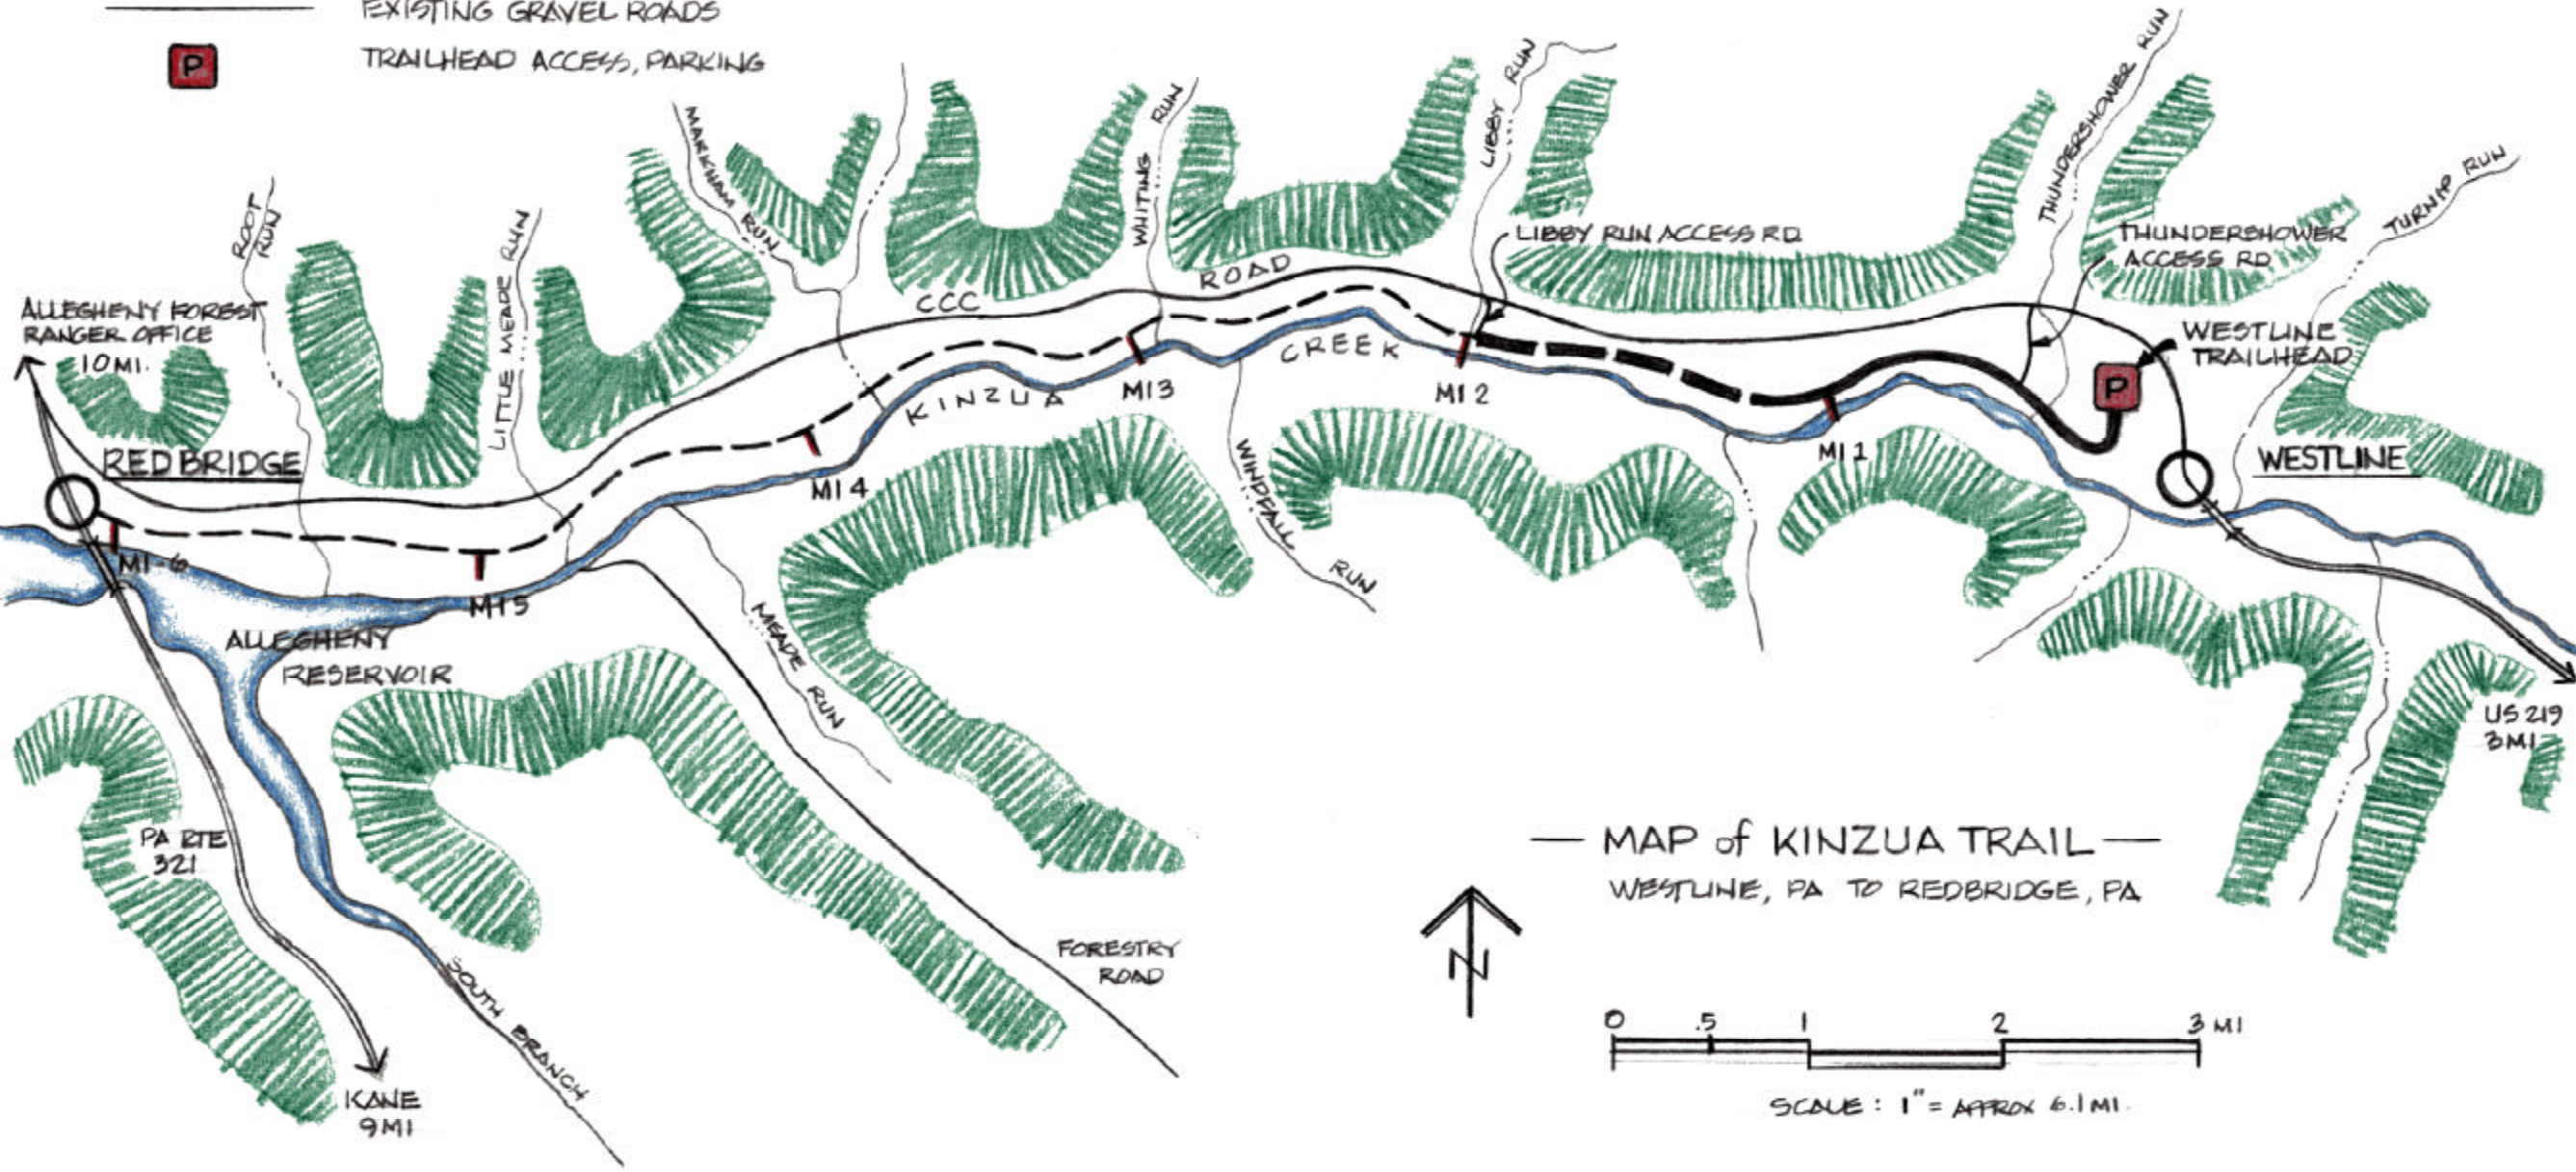 EXISTING GRAVEL ROADS
P
TRAILHEAD ACCESS, PARKING
MARKHAM RUN
WHITING RUN
LIBBY RUN
THUNDERSHOWER RUN
TURNAP RUN
ROOT
RUN
LITTLE MEADE RUN
LIBBY RUN ACCESS RD.
THUNDERSHOWER
ACCESS RD.
ALLEGHENY FOREST
RANGER OFFICE
10 MI.
CCC ROAD
WESTLINE
TRAILHEAD
P
KINZUA CREEK
MI 3
MI 2
MI 1
REDBRIDGE
WESTLINE
MI 4
WINDFALL RUN
MI-6
MI 5
MEADE RUN
ALLEGHENY
RESERVOIR
US 219
3 MI
PA RTE
321
— MAP of KINZUA TRAIL —
WESTLINE, PA TO REDBRIDGE, PA
FORESTRY
ROAD
N
SOUTH BRANCH
0 .5 1 2 3 MI
KANE
9 MI
SCALE: 1" = APPROX 6.1 MI.